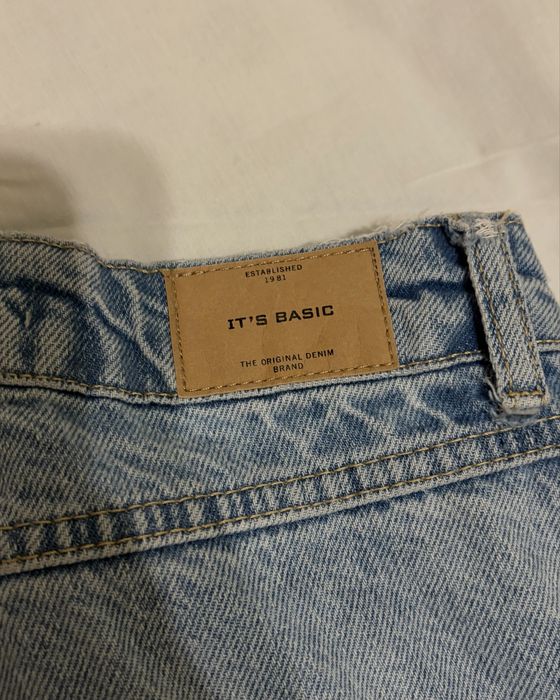 ESTABLISHED
1981
IT'S BASIC
THE ORIGINAL DENIM
BRAND